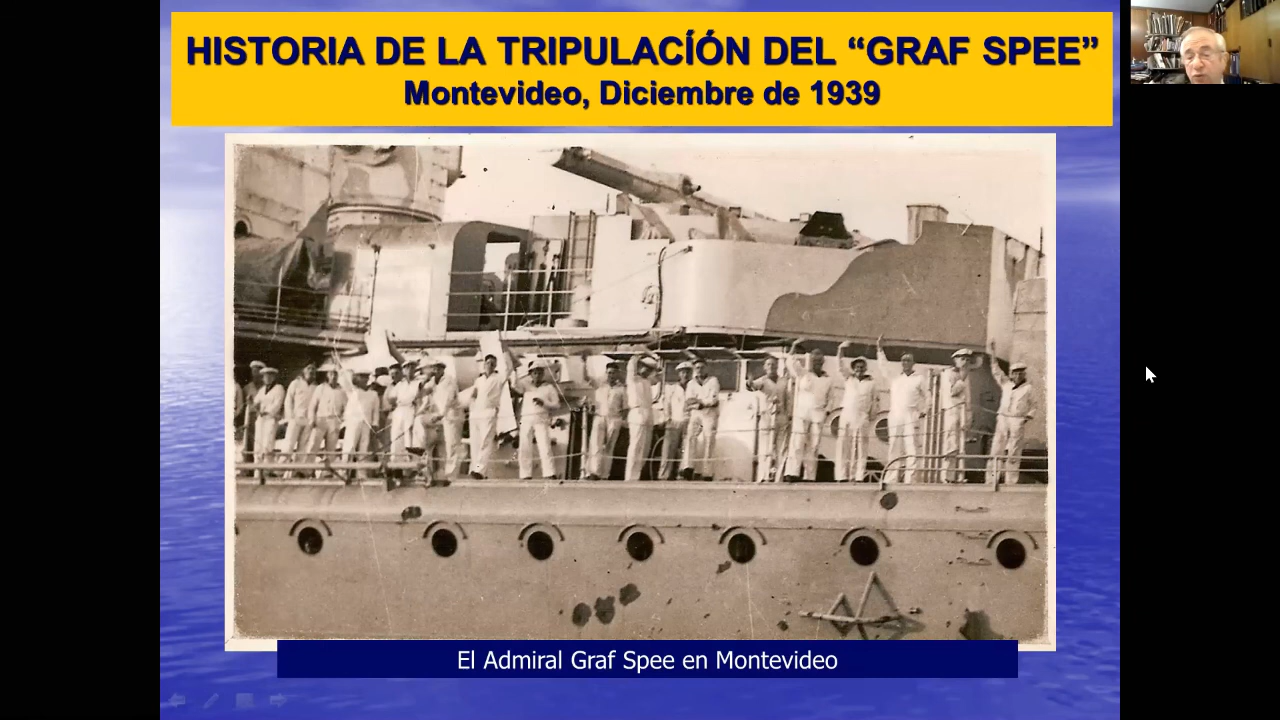 HISTORIA DE LA TRIPULACÍÓN DEL “GRAF SPEE”
Montevideo, Diciembre de 1939
El Admiral Graf Spee en Montevideo